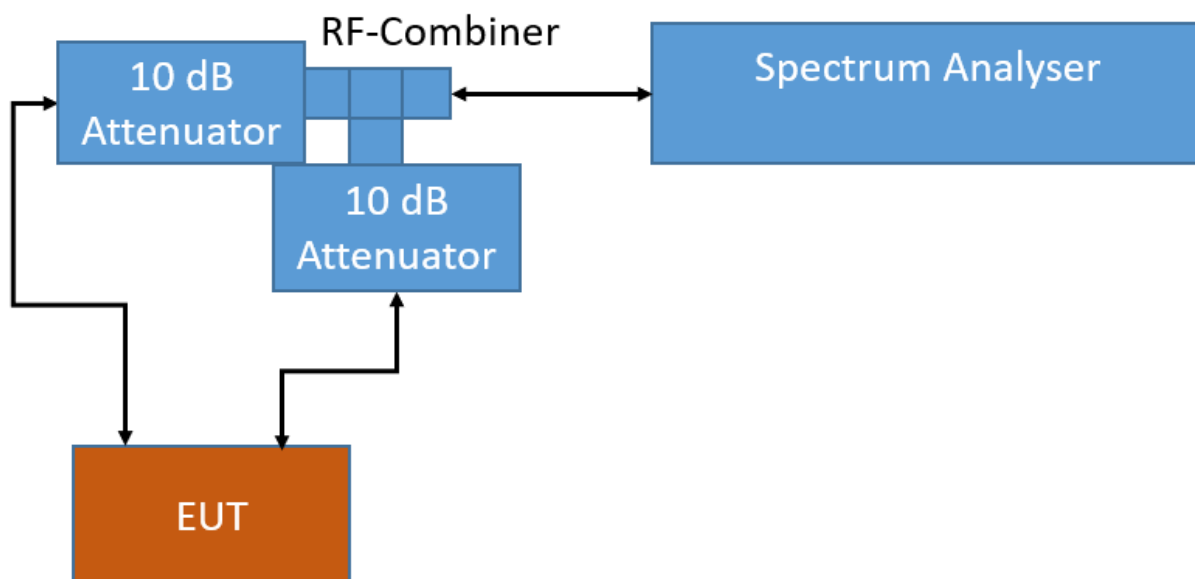 RF-Combiner
10 dB
Attenuator
Spectrum Analyser
10 dB
Attenuator
EUT